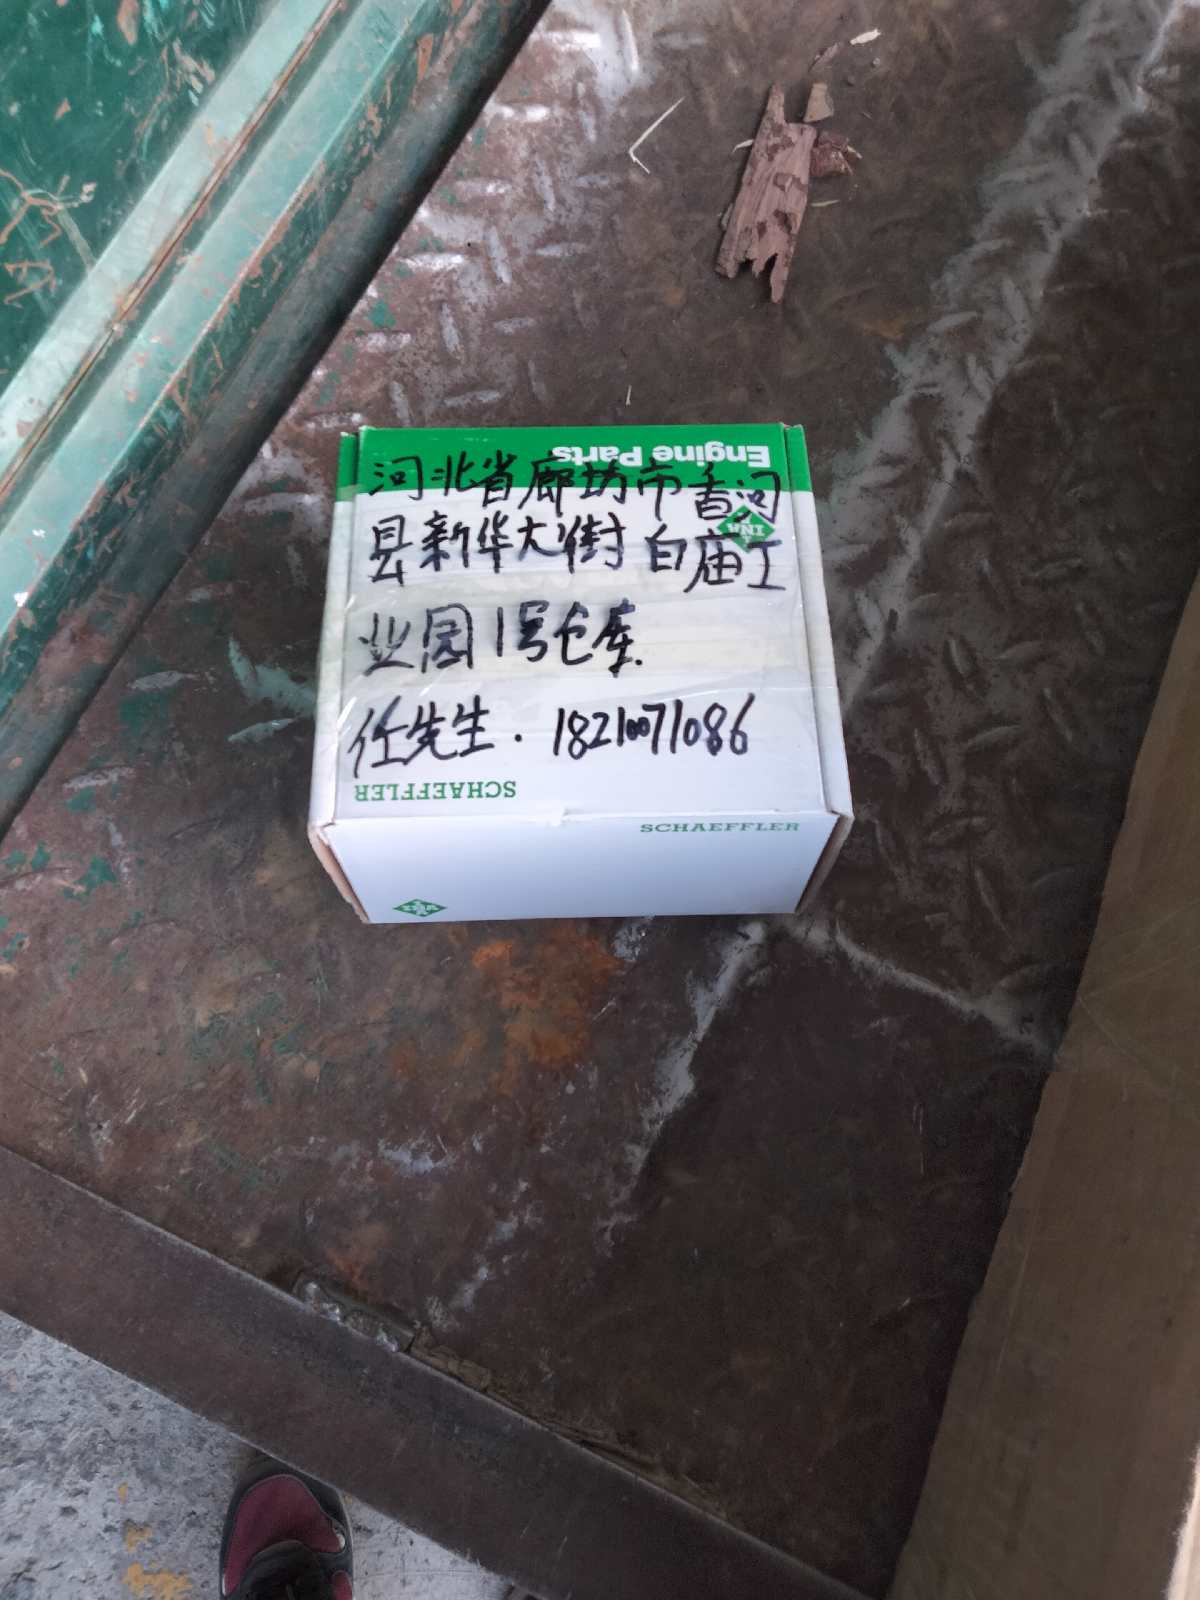 Engine Parts
河北省廊坊市香河
INA
县新华大街白庙工
业园1号仓库.
任先生. 18210071086
SCHAEFFLER
SCHAEFFLER